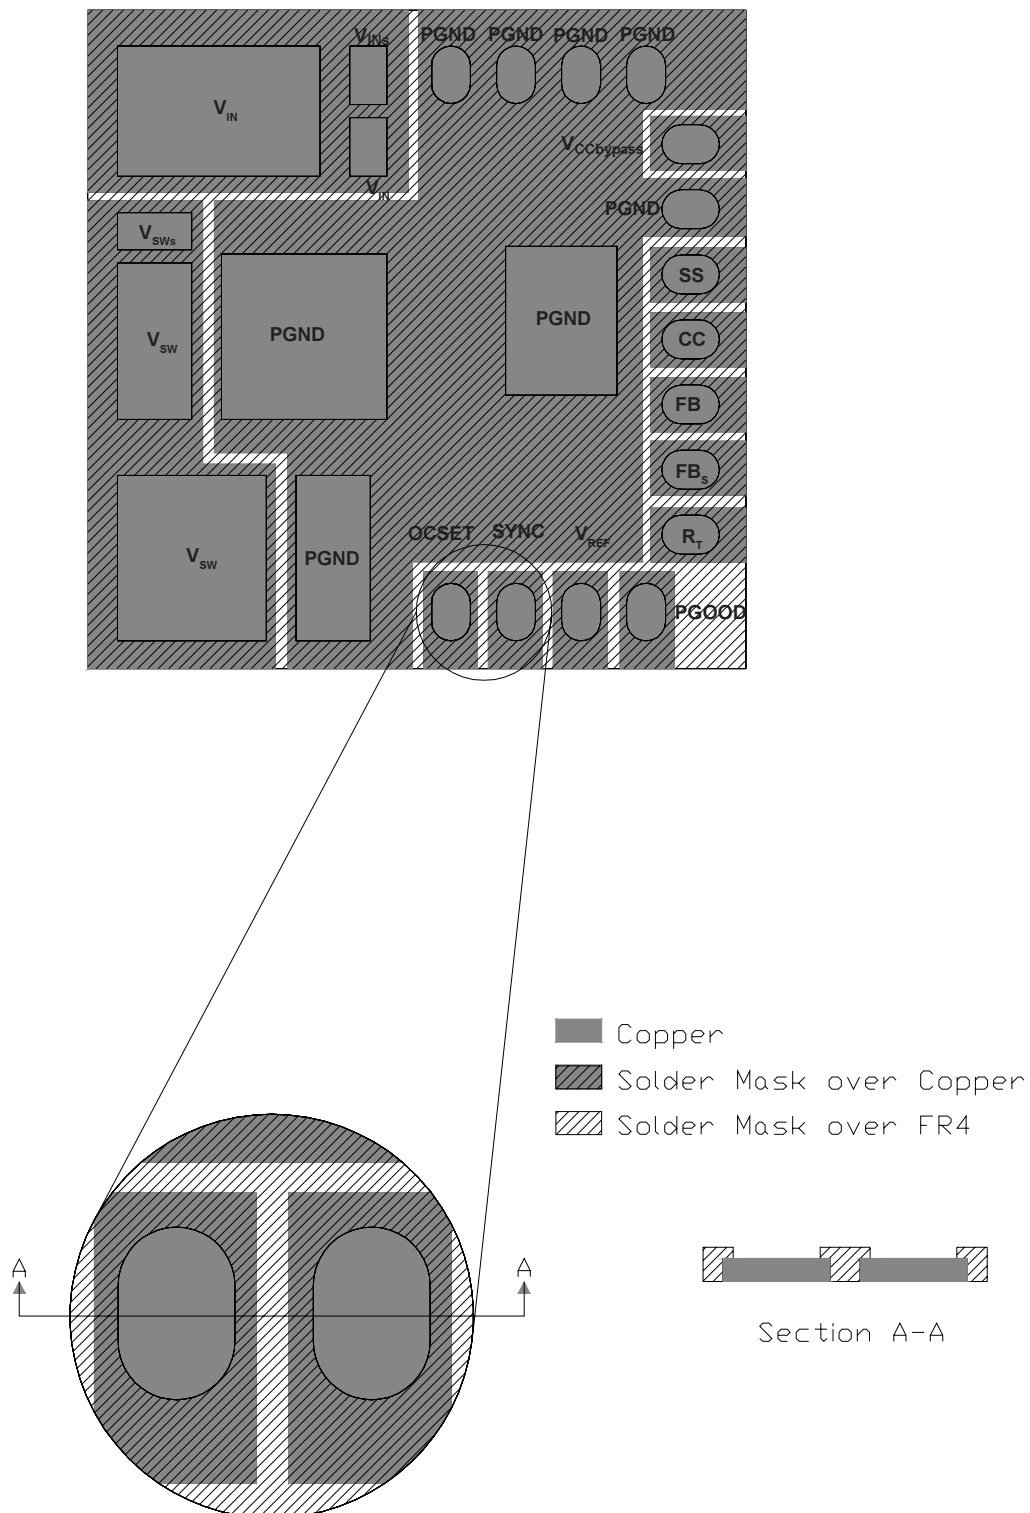 V_INs PGND PGND PGND PGND
V_IN
V_CCbypass
V_IN
PGND
V_SWs
SS
PGND
PGND
V_SW
CC
FB
FB_S
OCSET SYNC V_REF
R_T
V_SW
PGND
PGOOD
Copper
Solder Mask over Copper
Solder Mask over FR4
A A
Section A-A